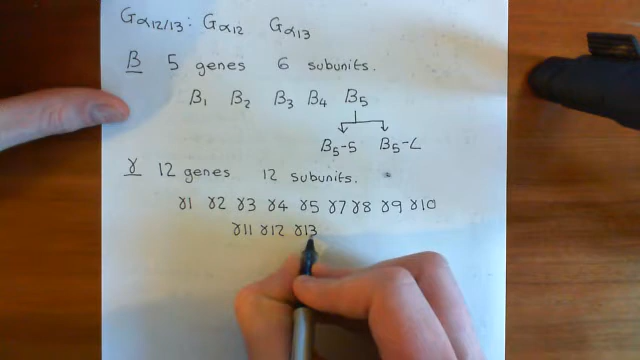 Gα12/13: Gα12 Gα13
β 5 genes 6 subunits.
β1 β2 β3 β4 β5
β5-S β5-L
γ 12 genes 12 subunits.
γ1 γ2 γ3 γ4 γ5 γ7 γ8 γ9 γ10
γ11 γ12 γ13